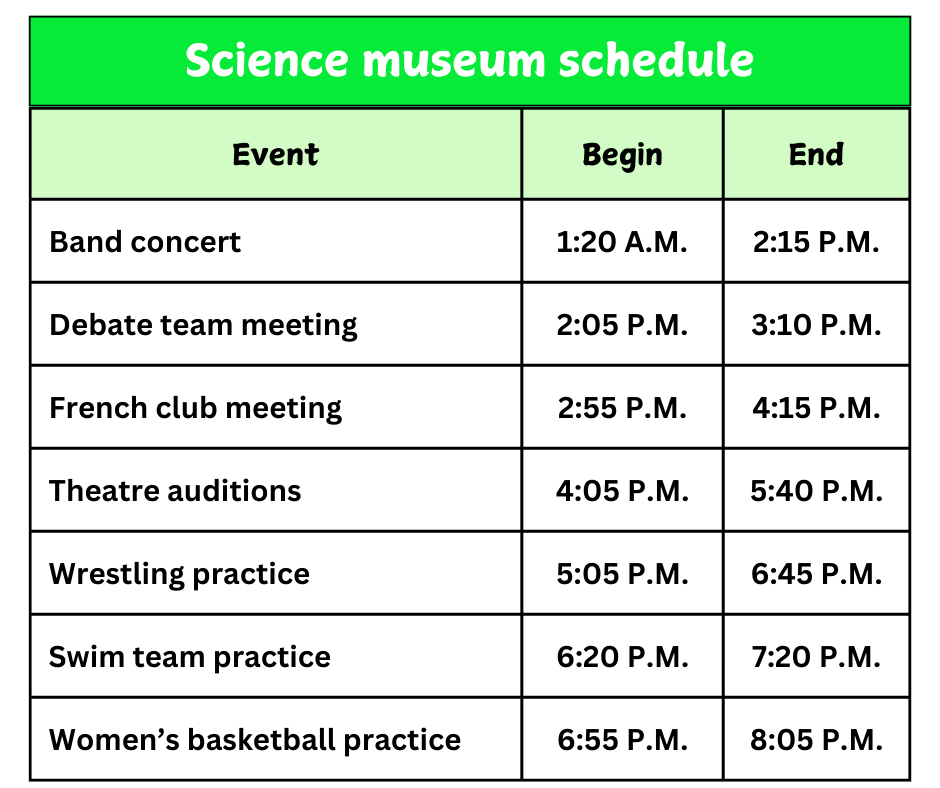 Science museum schedule
Event Begin End
Band concert 1:20 A.M. 2:15 P.M.
Debate team meeting 2:05 P.M. 3:10 P.M.
French club meeting 2:55 P.M. 4:15 P.M.
Theatre auditions 4:05 P.M. 5:40 P.M.
Wrestling practice 5:05 P.M. 6:45 P.M.
Swim team practice 6:20 P.M. 7:20 P.M.
Women’s basketball practice 6:55 P.M. 8:05 P.M.